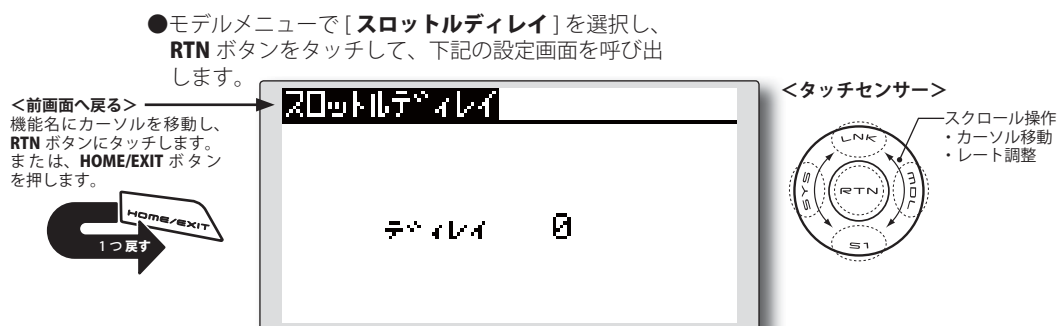 ●モデルメニューで [ スロットルディレイ ] を選択し、
RTN ボタンをタッチして、下記の設定画面を呼び出
します。
<前画面へ戻る>
機能名にカーソルを移動し、
RTN ボタンにタッチします。
または、HOME/EXIT ボタン
を押します。
HOME/EXIT
1つ戻す
スロットルディレイ
ディレイ 0
<タッチセンサー>
スクロール操作
・カーソル移動
・レート調整
LNK
SYS
RTN
MDL
S1